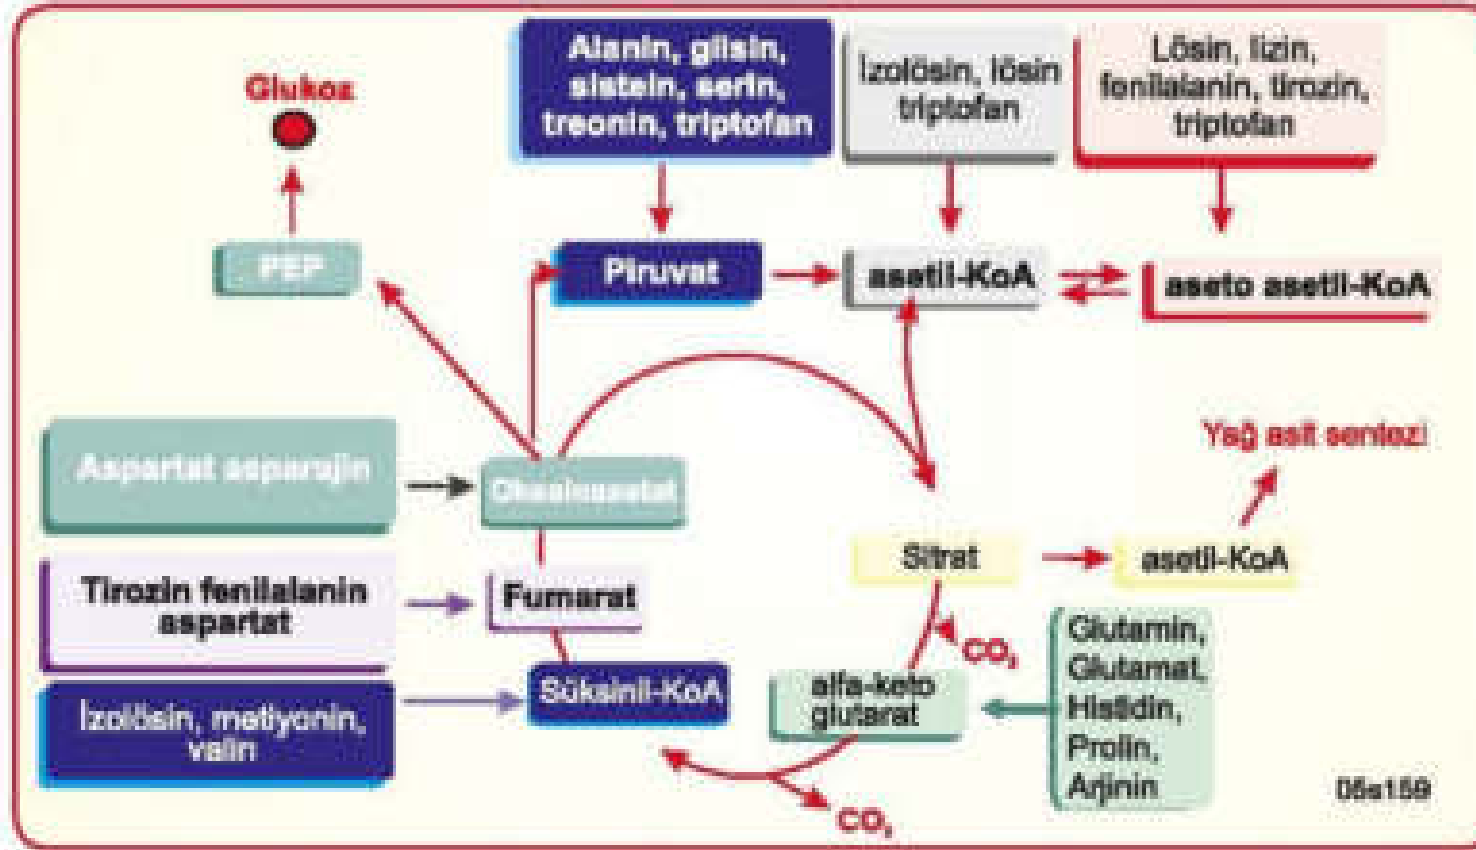 Glukoz
Alanin, glisin,
sistein, serin,
treonin, triptofan
İzolösin, lösin
triptofan
Lösin, lizin,
fenilalanin, tirozin,
triptofan
PEP
Piruvat
asetil-KoA
aseto asetil-KoA
Aspartat asparajin
Yağ asit sentezi
Tirozin fenilalanin
aspartat
Fumarat
Sitrat
asetil-KoA
CO₂
İzolösin, metiyonin,
valin
Süksinil-KoA
alfa-keto
glutarat
Glutamin,
Glutamat,
Histidin,
Prolin,
Arjinin
CO₂
05s159